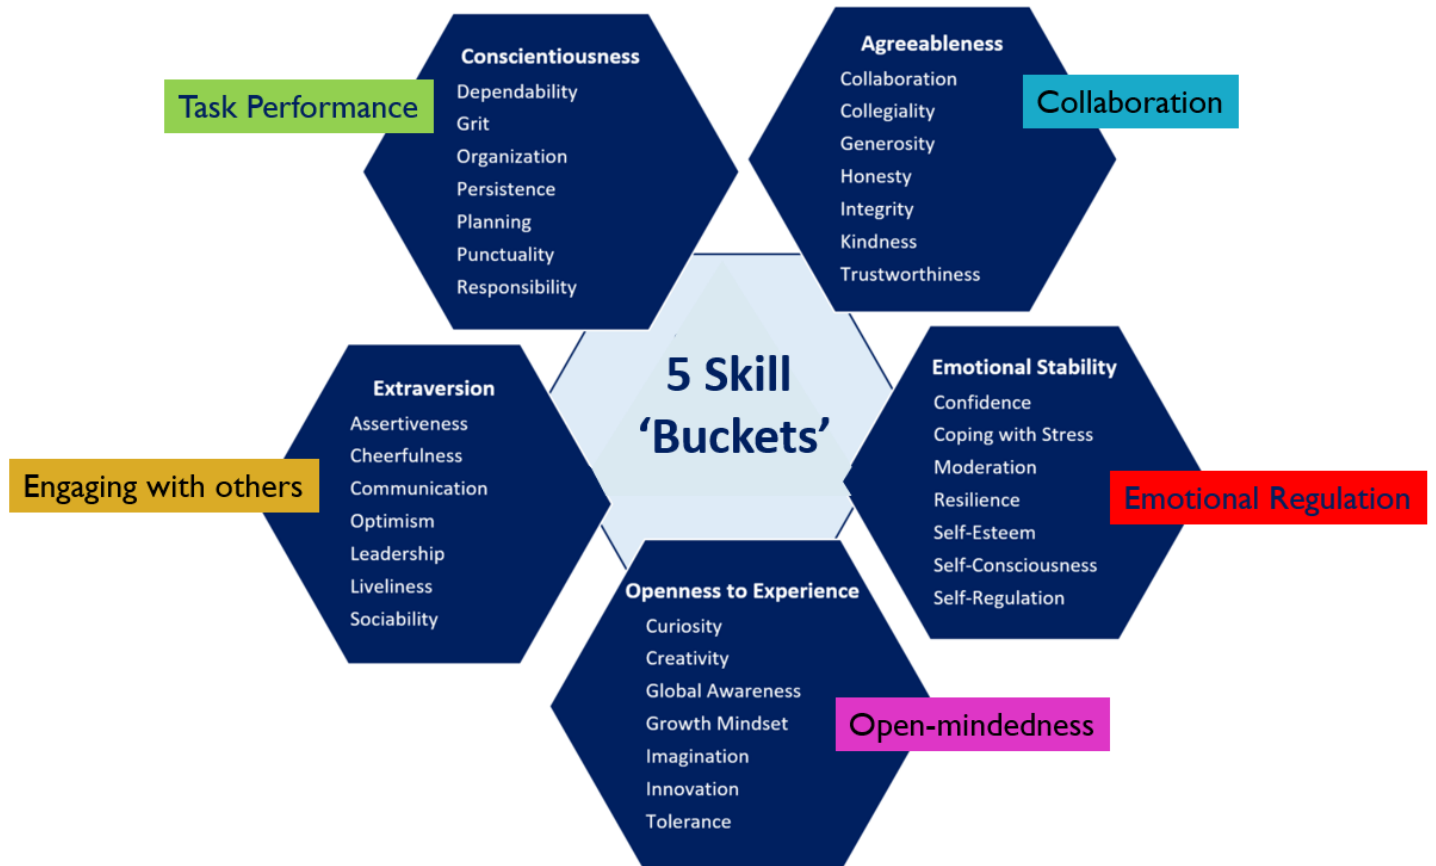 Conscientiousness
Dependability
Grit
Organization
Persistence
Planning
Punctuality
Responsibility
Task Performance
Agreeableness
Collaboration
Collegiality
Generosity
Honesty
Integrity
Kindness
Trustworthiness
Collaboration
5 Skill
‘Buckets’
Extraversion
Assertiveness
Cheerfulness
Communication
Optimism
Leadership
Liveliness
Sociability
Engaging with others
Emotional Stability
Confidence
Coping with Stress
Moderation
Resilience
Self-Esteem
Self-Consciousness
Self-Regulation
Emotional Regulation
Openness to Experience
Curiosity
Creativity
Global Awareness
Growth Mindset
Imagination
Innovation
Tolerance
Open-mindedness